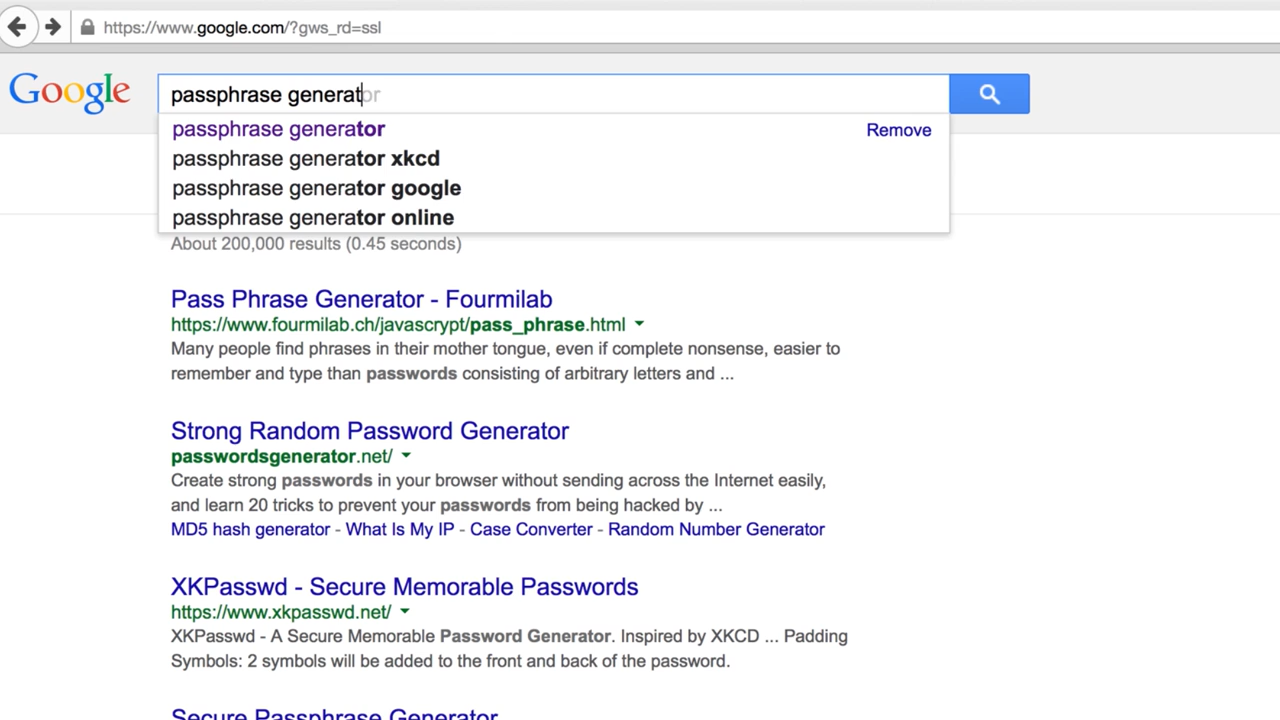 https://www.google.com/?gws_rd=ssl
Google
passphrase generator
passphrase generator Remove
passphrase generator xkcd
passphrase generator google
passphrase generator online
About 200,000 results (0.45 seconds)
Pass Phrase Generator - Fourmilab
https://www.fourmilab.ch/javascrypt/pass_phrase.html
Many people find phrases in their mother tongue, even if complete nonsense, easier to
remember and type than passwords consisting of arbitrary letters and ...
Strong Random Password Generator
passwordsgenerator.net/
Create strong passwords in your browser without sending across the Internet easily,
and learn 20 tricks to prevent your passwords from being hacked by ...
MD5 hash generator - What Is My IP - Case Converter - Random Number Generator
XKPasswd - Secure Memorable Passwords
https://www.xkpasswd.net/
XKPasswd - A Secure Memorable Password Generator. Inspired by XKCD ... Padding
Symbols: 2 symbols will be added to the front and back of the password.
Secure Passphrase Generator